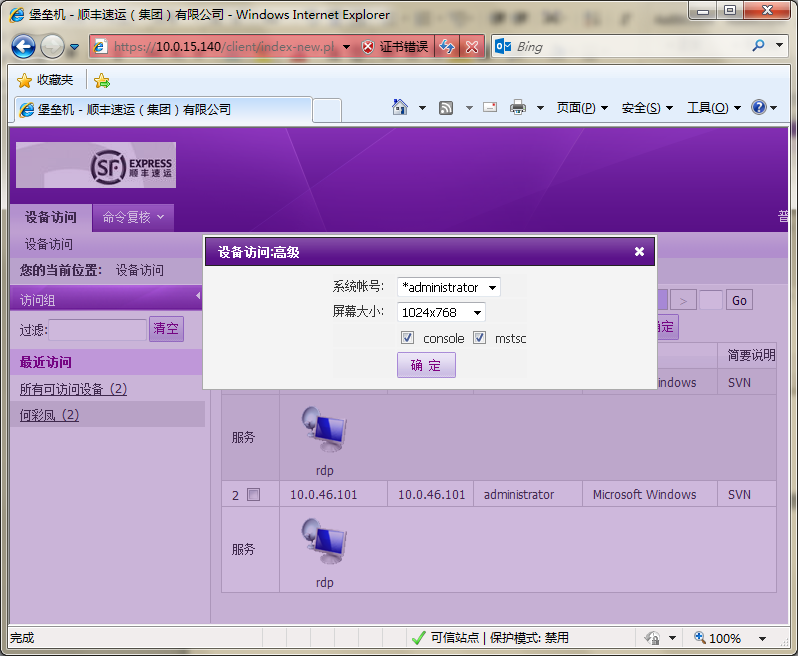 堡垒机 - 顺丰速运（集团）有限公司 - Windows Internet Explorer
https://10.0.15.140/client/index-new.pl
证书错误
Bing
收藏夹
堡垒机 - 顺丰速运（集团）有限公司
页面(P)
安全(S)
工具(O)
SF EXPRESS
顺丰速运
设备访问
命令复核
普
设备访问
您的当前位置: 设备访问
设备访问:高级
系统帐号: *administrator
屏幕大小: 1024x768
console mstsc
确 定
访问组
过滤: 清空
最近访问
所有可访问设备 (2)
何彩凤 (2)
> Go
定
简要说明
indows SVN
服务
rdp
2 10.0.46.101 10.0.46.101 administrator Microsoft Windows SVN
服务
rdp
完成
可信站点 | 保护模式: 禁用
100%